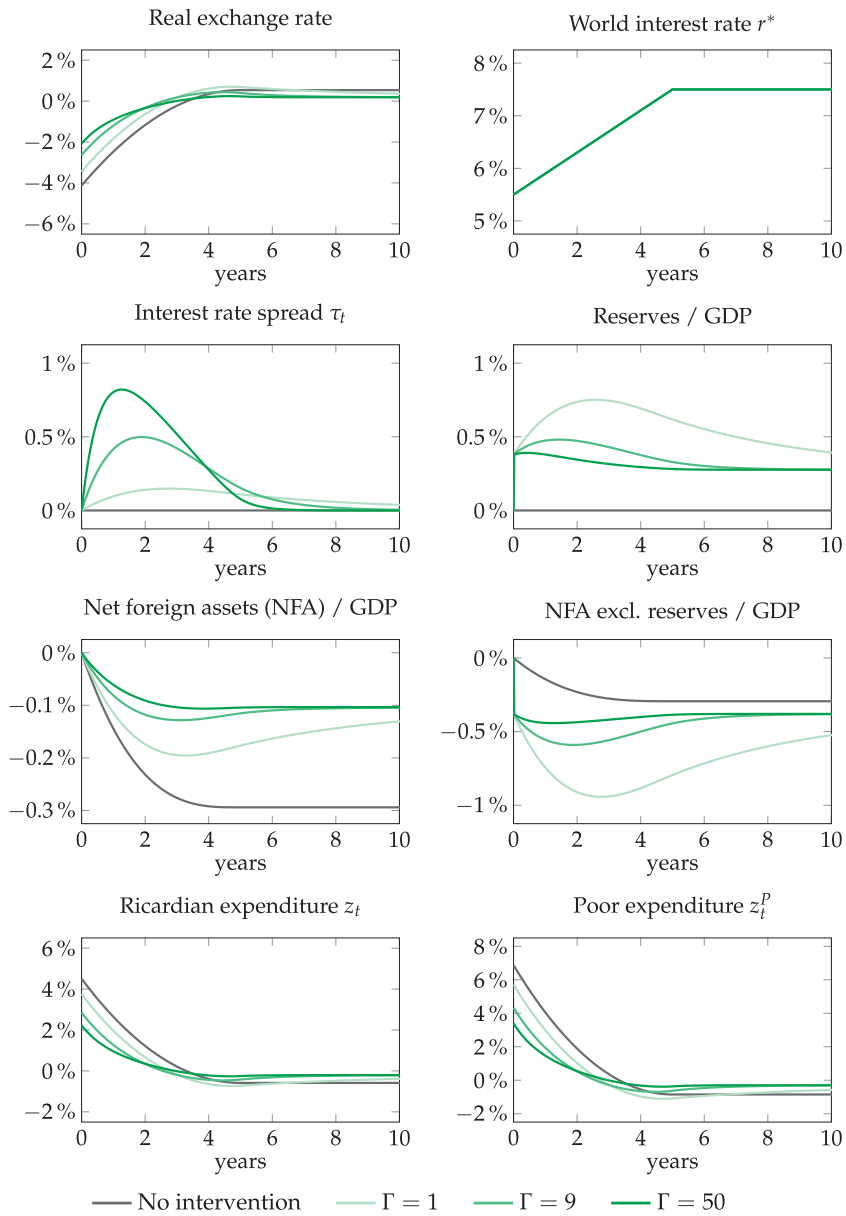 Real exchange rate
2 %
0 %
−2 %
−4 %
−6 %
0 2 4 6 8 10
years
World interest rate r*
8 %
7 %
6 %
5 %
0 2 4 6 8 10
years
Interest rate spread τt
1 %
0.5 %
0 %
0 2 4 6 8 10
years
Reserves / GDP
1 %
0.5 %
0 %
0 2 4 6 8 10
years
Net foreign assets (NFA) / GDP
0 %
−0.1 %
−0.2 %
−0.3 %
0 2 4 6 8 10
years
NFA excl. reserves / GDP
0 %
−0.5 %
−1 %
0 2 4 6 8 10
years
Ricardian expenditure zt
6 %
4 %
2 %
0 %
−2 %
0 2 4 6 8 10
years
Poor expenditure z_t^P
8 %
6 %
4 %
2 %
0 %
−2 %
0 2 4 6 8 10
years
No intervention Γ = 1 Γ = 9 Γ = 50